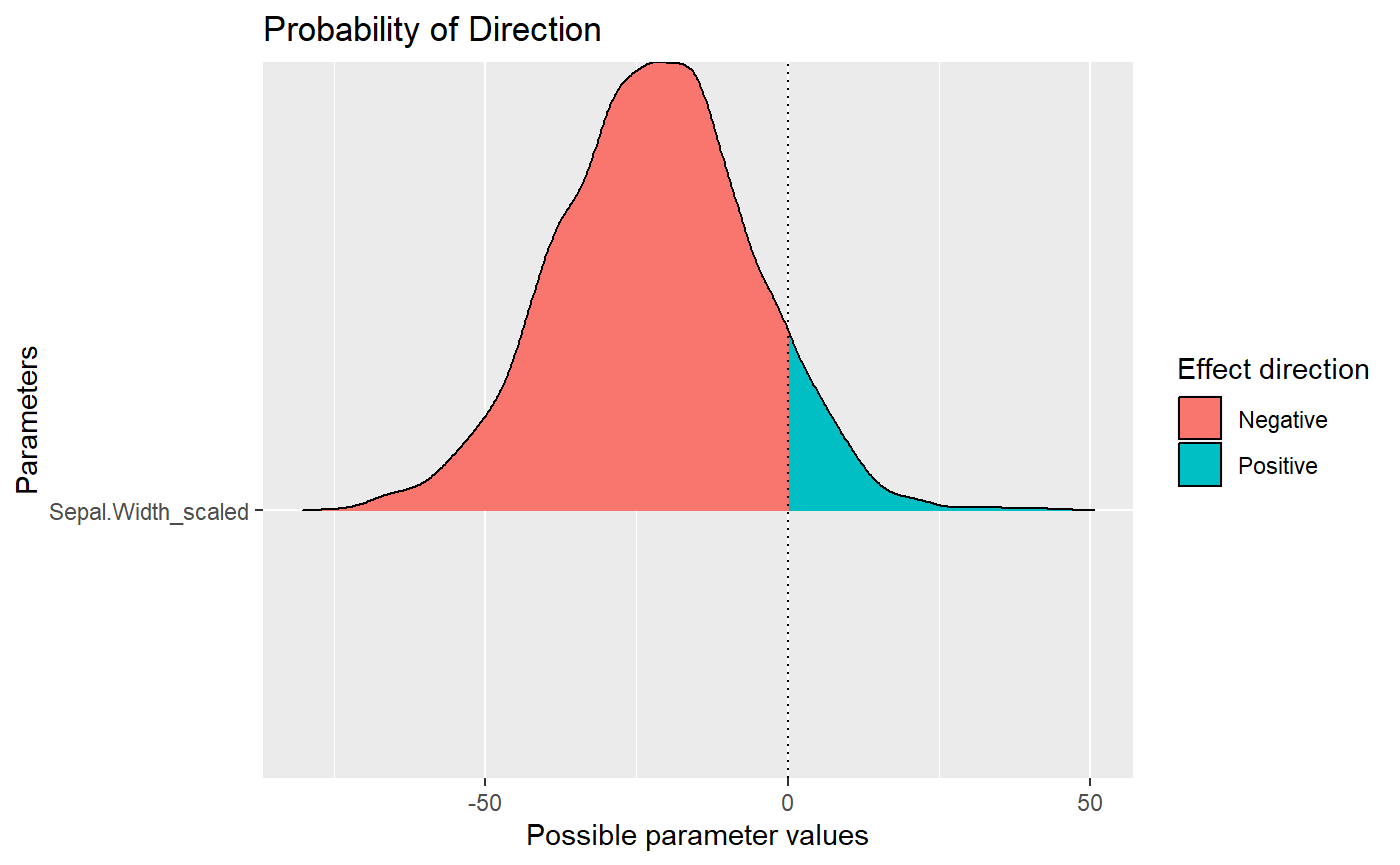 Probability of Direction
Parameters
Sepal.Width_scaled
-50
0
50
Possible parameter values
Effect direction
Negative
Positive